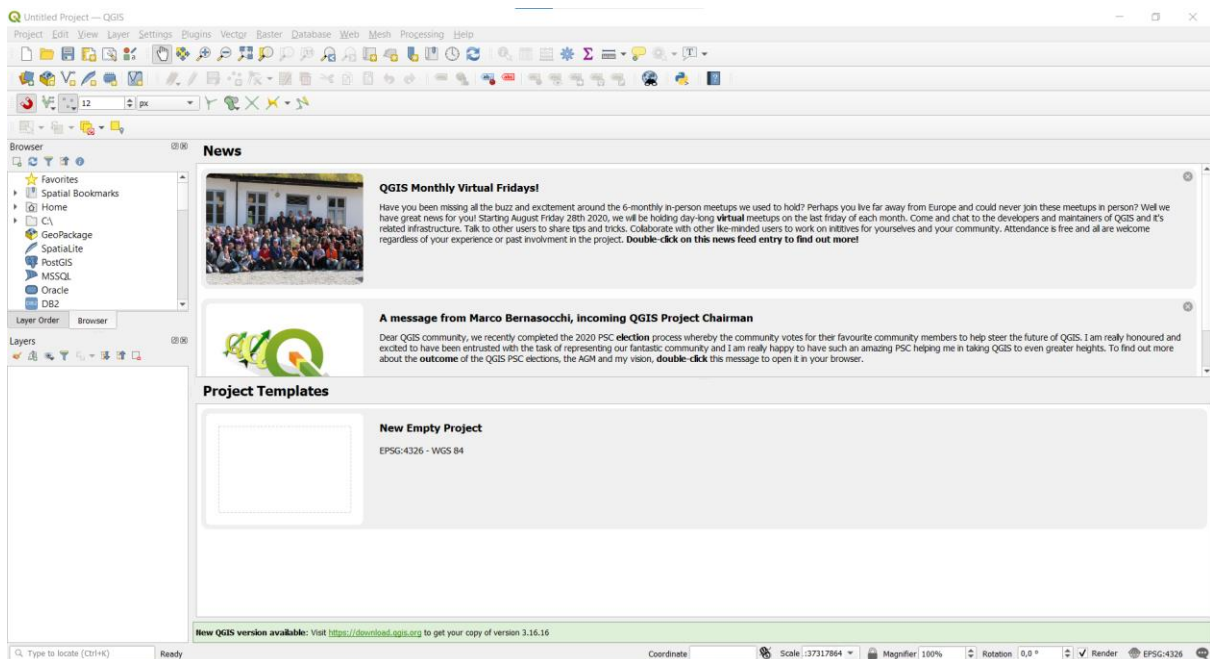 Untitled Project — QGIS
Project Edit View Layer Settings Plugins Vector Raster Database Web Mesh Processing Help
12 px
Browser
Favorites
Spatial Bookmarks
Home
C:\
GeoPackage
SpatiaLite
PostGIS
MSSQL
Oracle
DB2
Layer Order Browser
Layers
News
QGIS Monthly Virtual Fridays!
Have you been missing all the buzz and excitement around the 6-monthly in-person meetups we used to hold? Perhaps you live far away from Europe and could never join these meetups in person? Well we
have great news for you! Starting August Friday 28th 2020, we will be holding day-long virtual meetups on the last friday of each month. Come and chat to the developers and maintainers of QGIS and it's
related infrastructure. Talk to other users to share tips and tricks. Collaborate with other like-minded users to work on inititives for yourselves and your community. Attendance is free and all are welcome
regardless of your experience or past involvment in the project. Double-click on this news feed entry to find out more!
A message from Marco Bernasocchi, incoming QGIS Project Chairman
Dear QGIS community, we recently completed the 2020 PSC election process whereby the community votes for their favourite community members to help steer the future of QGIS. I am really honoured and
excited to have been entrusted with the task of representing our fantastic community and I am really happy to have such an amazing PSC helping me in taking QGIS to even greater heights. To find out more
about the outcome of the QGIS PSC elections, the AGM and my vision, double-click this message to open it in your browser.
Project Templates
New Empty Project
EPSG:4326 - WGS 84
New QGIS version available: Visit https://download.qgis.org to get your copy of version 3.16.16
Type to locate (Ctrl+K) Ready Coordinate Scale :37317864 Magnifier 100% Rotation 0,0 ° Render EPSG:4326